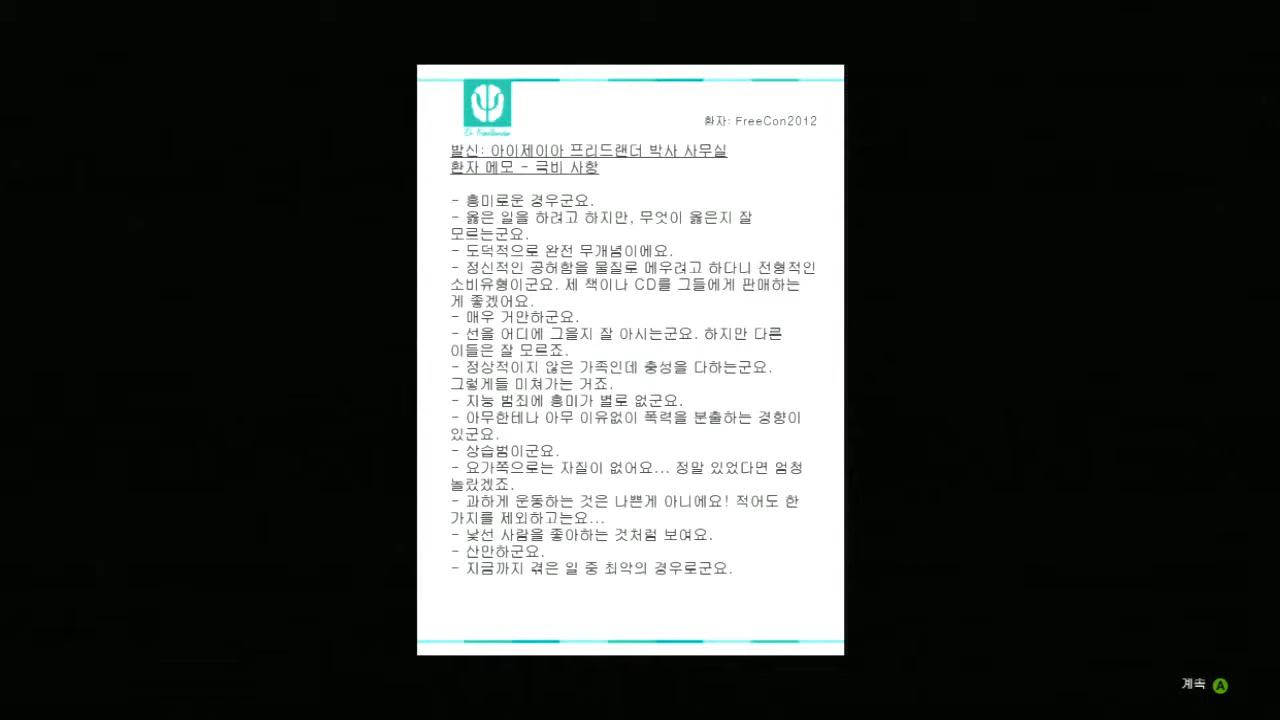 환자: FreeCon2012
발신: 아이제이아 프리드랜더 박사 사무실
환자 메모 - 극비 사항
- 흥미로운 경우군요.
- 옳은 일을 하려고 하지만, 무엇이 옳은지 잘
모르는군요.
- 도덕적으로 완전 무개념이에요.
- 정신적인 공허함을 물질로 메우려고 하다니 전형적인
소비유형이군요. 제 책이나 CD를 그들에게 판매하는
게 좋겠어요.
- 매우 거만하군요.
- 선을 어디에 그을지 잘 아시는군요. 하지만 다른
이들은 잘 모르죠.
- 정상적이지 않은 가족인데 충성을 다하는군요.
그렇게들 미쳐가는 거죠.
- 지능 범죄에 흥미가 별로 없군요.
- 아무한테나 아무 이유없이 폭력을 분출하는 경향이
있군요.
- 상습범이군요.
- 요가쪽으로는 자질이 없어요... 정말 있었다면 엄청
놀랐겠죠.
- 과하게 운동하는 것은 나쁜게 아니에요! 적어도 한
가지를 제외하고는요...
- 낯선 사람을 좋아하는 것처럼 보여요.
- 산만하군요.
- 지금까지 겪은 일 중 최악의 경우로군요.
계속 A